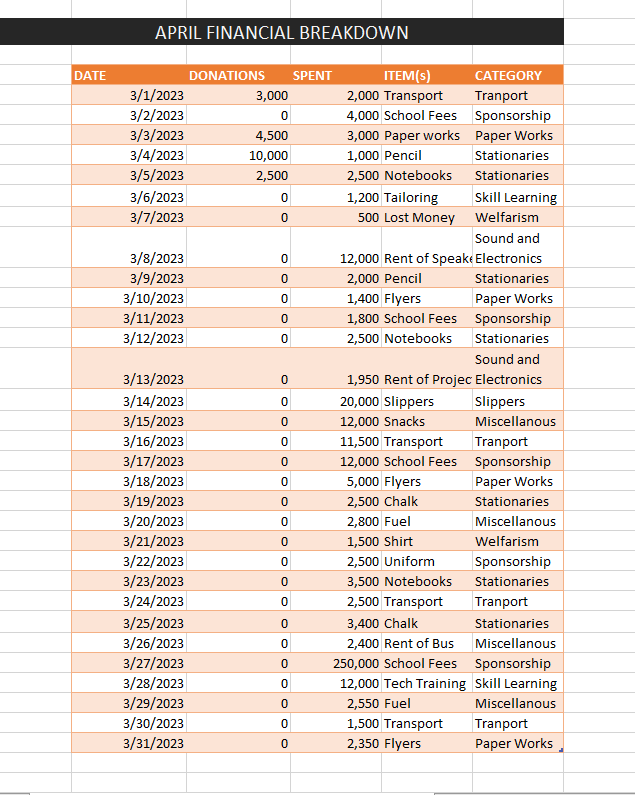 APRIL FINANCIAL BREAKDOWN
DATE DONATIONS SPENT ITEM(s) CATEGORY
3/1/2023 3,000 2,000 Transport Tranport
3/2/2023 0 4,000 School Fees Sponsorship
3/3/2023 4,500 3,000 Paper works Paper Works
3/4/2023 10,000 1,000 Pencil Stationaries
3/5/2023 2,500 2,500 Notebooks Stationaries
3/6/2023 0 1,200 Tailoring Skill Learning
3/7/2023 0 500 Lost Money Welfarism
Sound and
3/8/2023 0 12,000 Rent of Speake Electronics
3/9/2023 0 2,000 Pencil Stationaries
3/10/2023 0 1,400 Flyers Paper Works
3/11/2023 0 1,800 School Fees Sponsorship
3/12/2023 0 2,500 Notebooks Stationaries
Sound and
3/13/2023 0 1,950 Rent of Projec Electronics
3/14/2023 0 20,000 Slippers Slippers
3/15/2023 0 12,000 Snacks Miscellanous
3/16/2023 0 11,500 Transport Tranport
3/17/2023 0 12,000 School Fees Sponsorship
3/18/2023 0 5,000 Flyers Paper Works
3/19/2023 0 2,500 Chalk Stationaries
3/20/2023 0 2,800 Fuel Miscellanous
3/21/2023 0 1,500 Shirt Welfarism
3/22/2023 0 2,500 Uniform Sponsorship
3/23/2023 0 3,500 Notebooks Stationaries
3/24/2023 0 2,500 Transport Tranport
3/25/2023 0 3,400 Chalk Stationaries
3/26/2023 0 2,400 Rent of Bus Miscellanous
3/27/2023 0 250,000 School Fees Sponsorship
3/28/2023 0 12,000 Tech Training Skill Learning
3/29/2023 0 2,550 Fuel Miscellanous
3/30/2023 0 1,500 Transport Tranport
3/31/2023 0 2,350 Flyers Paper Works